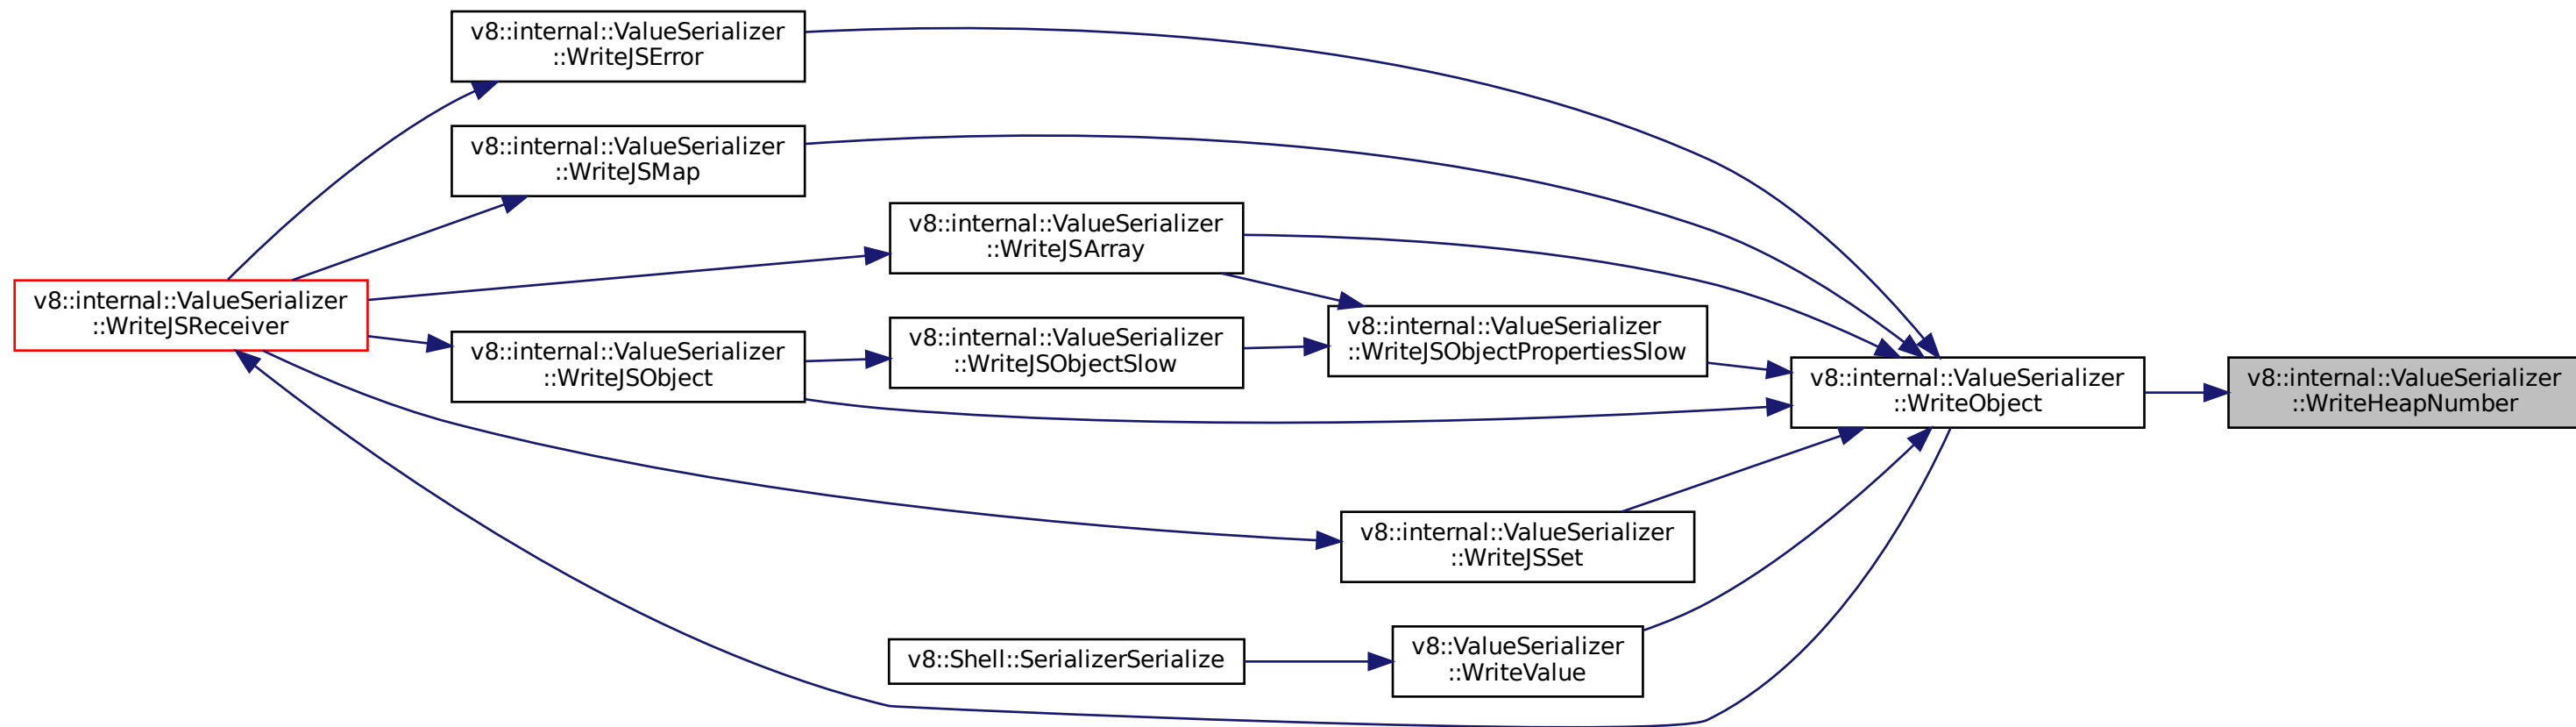 v8::internal::ValueSerializer
::WriteJSError
v8::internal::ValueSerializer
::WriteJSMap
v8::internal::ValueSerializer
::WriteJSArray
v8::internal::ValueSerializer
::WriteJSReceiver
v8::internal::ValueSerializer
::WriteJSObject
v8::internal::ValueSerializer
::WriteJSObjectSlow
v8::internal::ValueSerializer
::WriteJSObjectPropertiesSlow
v8::internal::ValueSerializer
::WriteObject
v8::internal::ValueSerializer
::WriteHeapNumber
v8::internal::ValueSerializer
::WriteJSSet
v8::Shell::SerializerSerialize
v8::ValueSerializer
::WriteValue